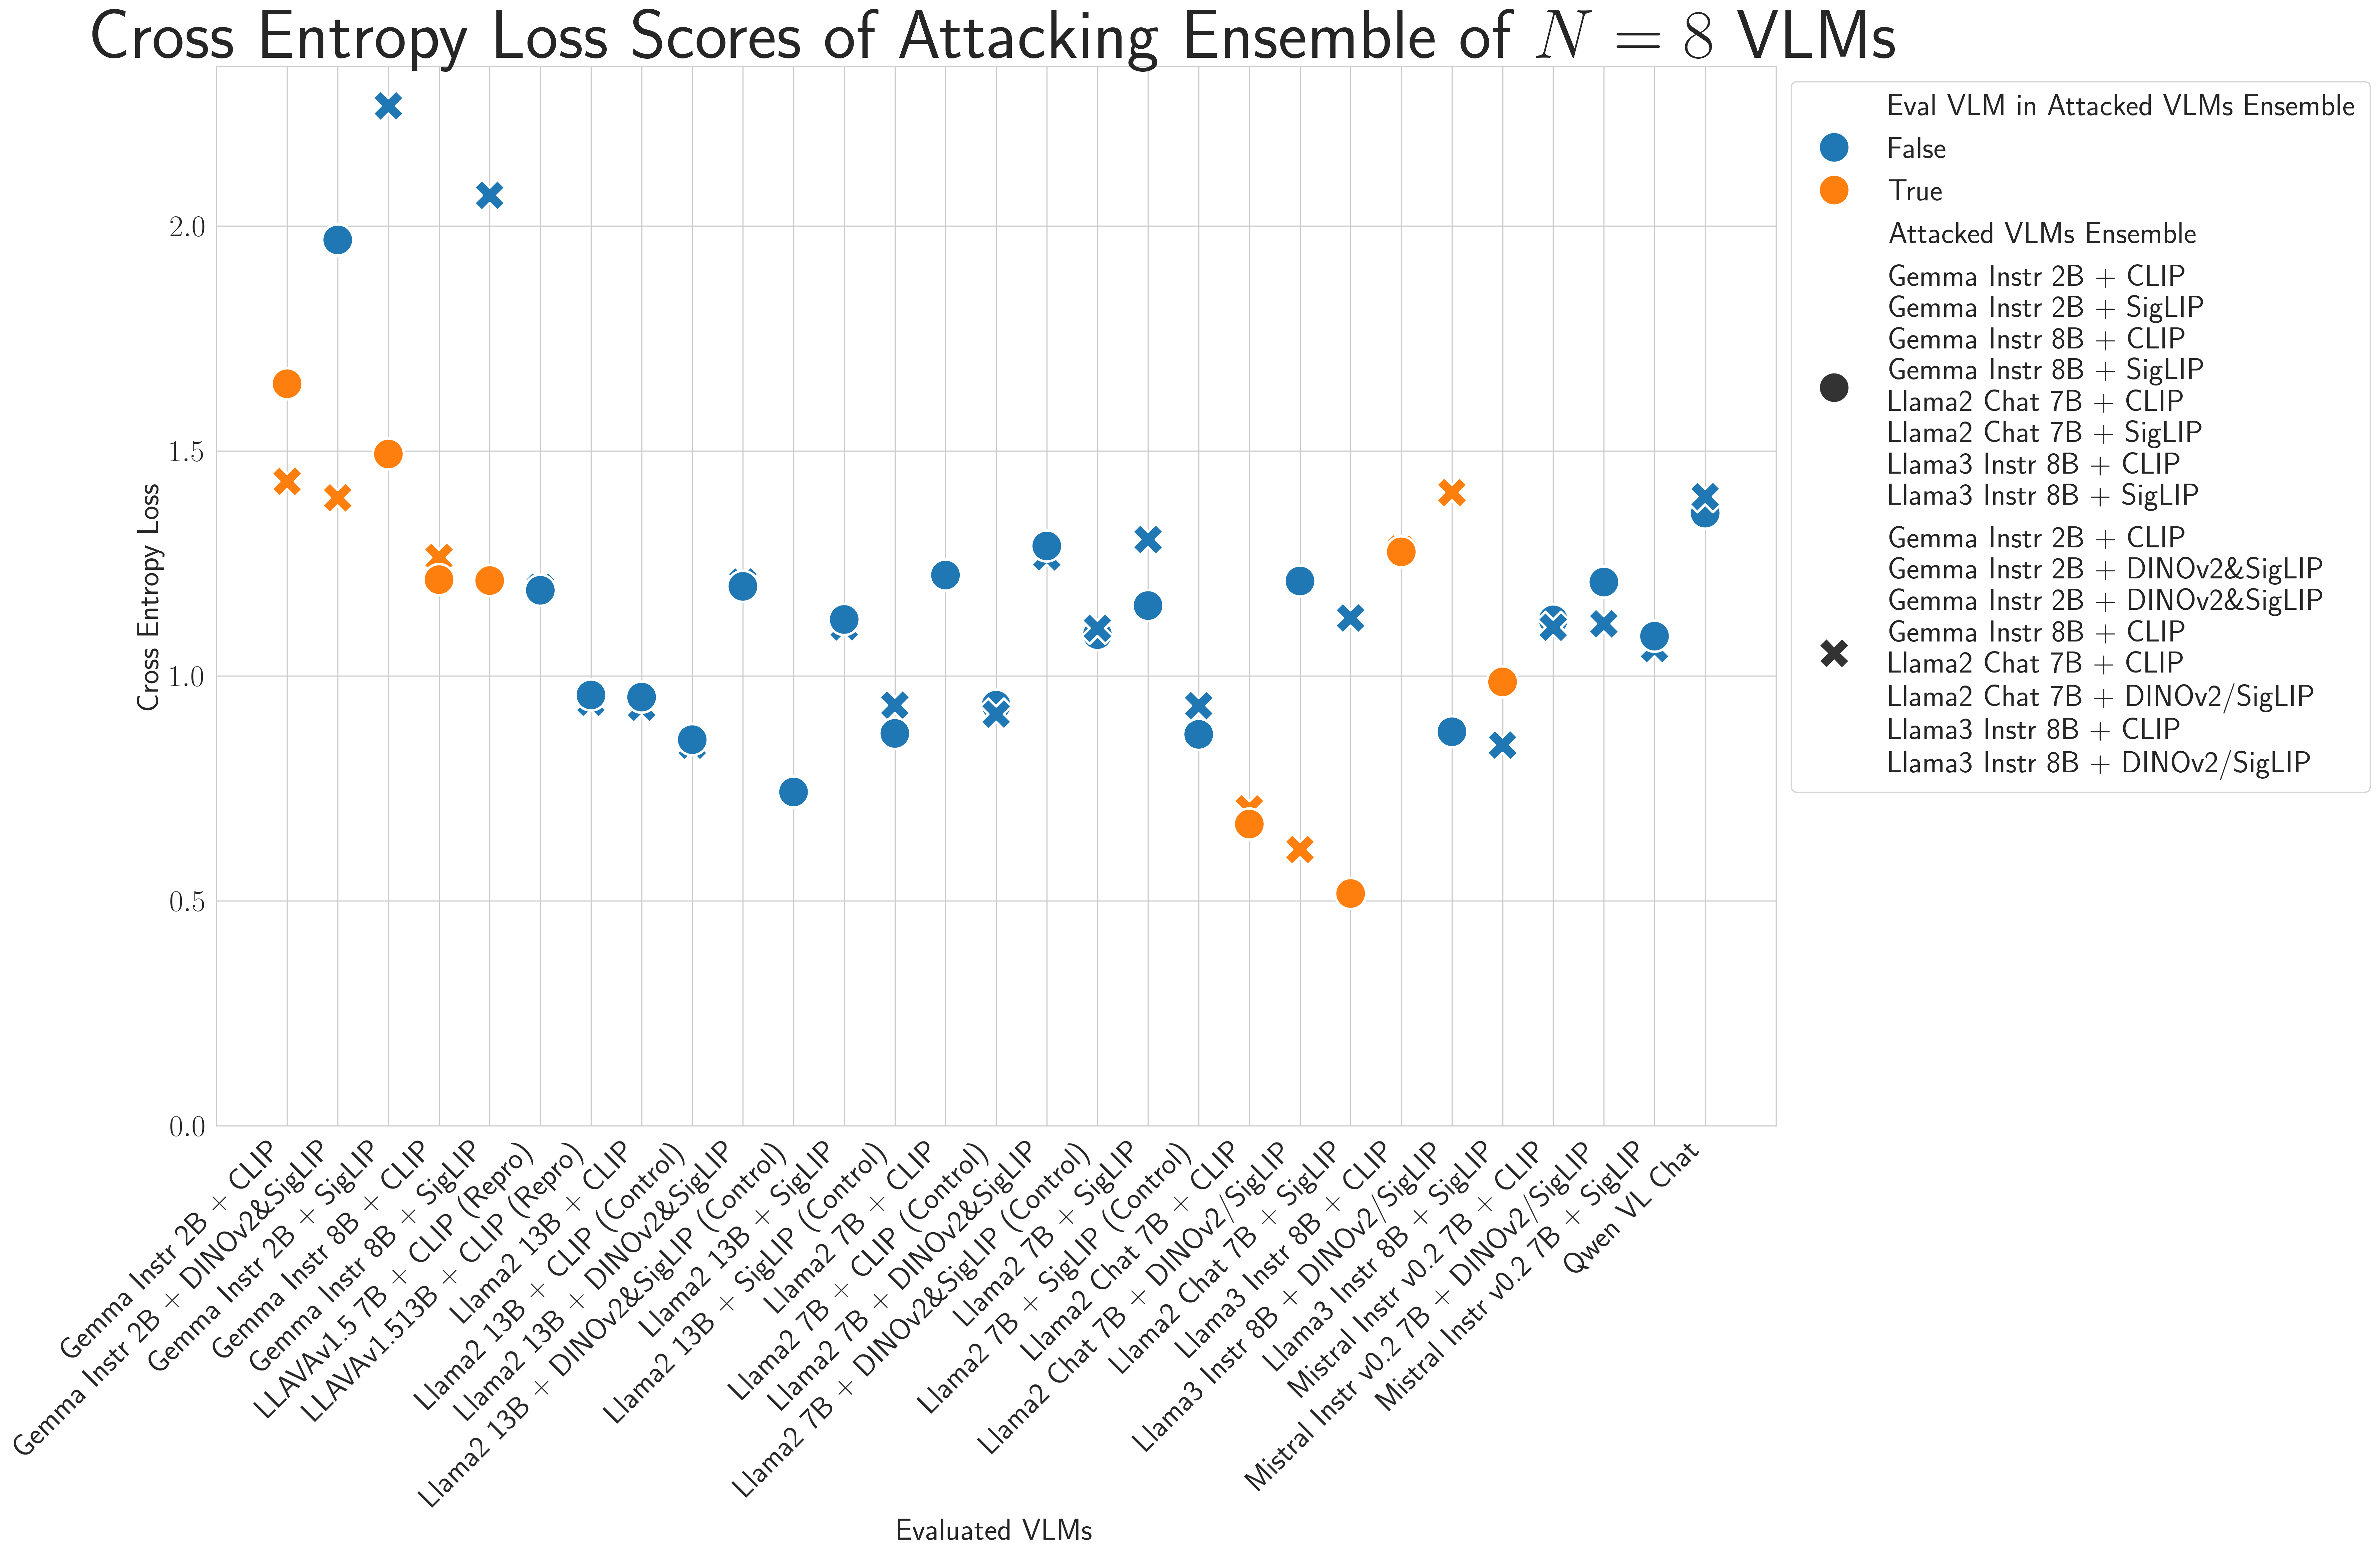 Cross Entropy Loss Scores of Attacking Ensemble of N = 8 VLMs
Cross Entropy Loss
2.0
1.5
1.0
0.5
0.0
Gemma Instr 2B + CLIP
Gemma Instr 2B + DINOv2&SigLIP
Gemma Instr 2B + SigLIP
Gemma Instr 8B + CLIP
Gemma Instr 8B + SigLIP
LLAVAv1.5 7B + CLIP (Repro)
LLAVAv1.513B + CLIP (Repro)
Llama2 13B + CLIP
Llama2 13B + CLIP (Control)
Llama2 13B + DINOv2&SigLIP
Llama2 13B + DINOv2&SigLIP (Control)
Llama2 13B + SigLIP
Llama2 13B + SigLIP (Control)
Llama2 7B + CLIP
Llama2 7B + CLIP (Control)
Llama2 7B + DINOv2&SigLIP
Llama2 7B + DINOv2&SigLIP (Control)
Llama2 7B + SigLIP
Llama2 7B + SigLIP (Control)
Llama2 Chat 7B + CLIP
Llama2 Chat 7B + DINOv2/SigLIP
Llama2 Chat 7B + SigLIP
Llama3 Instr 8B + CLIP
Llama3 Instr 8B + DINOv2/SigLIP
Llama3 Instr 8B + SigLIP
Mistral Instr v0.2 7B + CLIP
Mistral Instr v0.2 7B + DINOv2/SigLIP
Mistral Instr v0.2 7B + SigLIP
Qwen VL Chat
Evaluated VLMs
Eval VLM in Attacked VLMs Ensemble
False
True
Attacked VLMs Ensemble
Gemma Instr 2B + CLIP
Gemma Instr 2B + SigLIP
Gemma Instr 8B + CLIP
Gemma Instr 8B + SigLIP
Llama2 Chat 7B + CLIP
Llama2 Chat 7B + SigLIP
Llama3 Instr 8B + CLIP
Llama3 Instr 8B + SigLIP
Gemma Instr 2B + CLIP
Gemma Instr 2B + DINOv2&SigLIP
Gemma Instr 2B + DINOv2&SigLIP
Gemma Instr 8B + CLIP
Llama2 Chat 7B + CLIP
Llama2 Chat 7B + DINOv2/SigLIP
Llama3 Instr 8B + CLIP
Llama3 Instr 8B + DINOv2/SigLIP